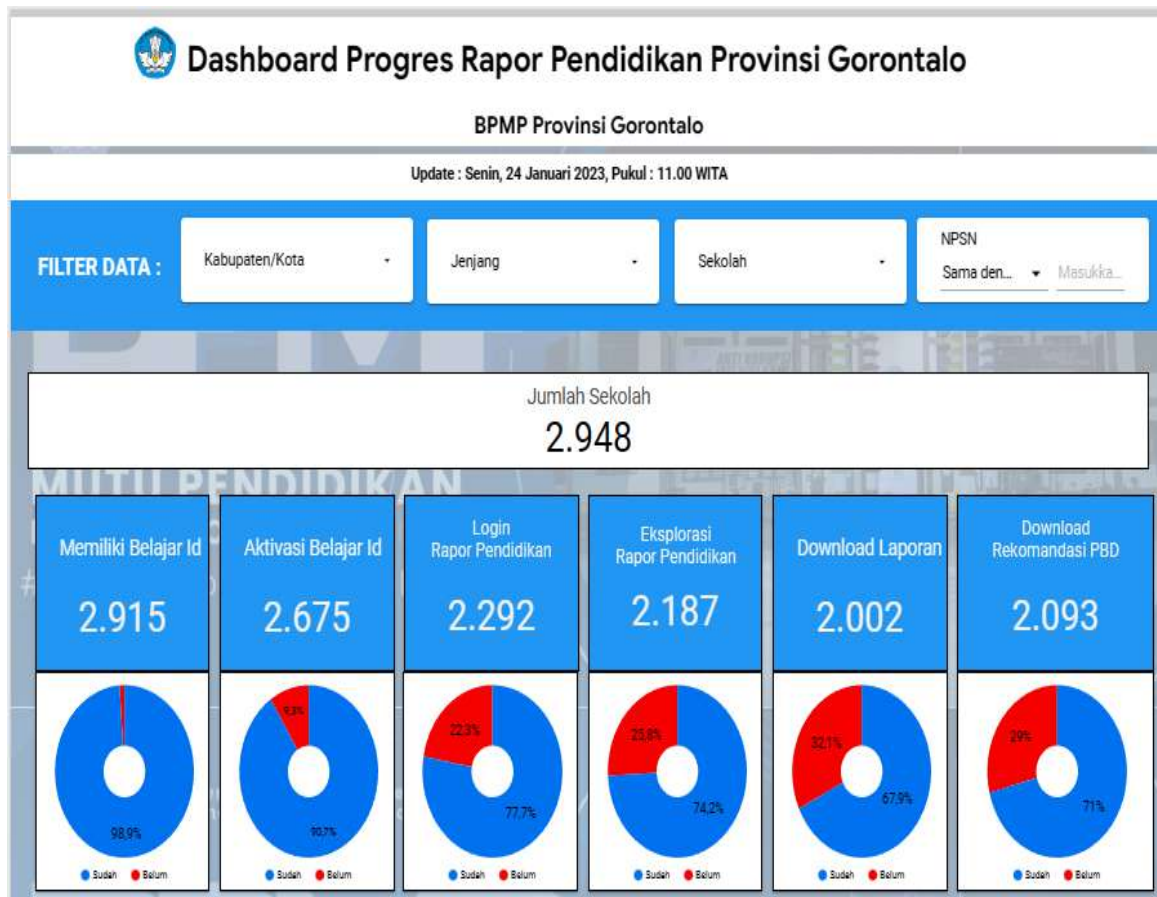 Dashboard Progres Rapor Pendidikan Provinsi Gorontalo
BPMP Provinsi Gorontalo
Update : Senin, 24 Januari 2023, Pukul : 11.00 WITA
FILTER DATA :
Kabupaten/Kota
Jenjang
Sekolah
NPSN
Sama den...
Masukka...
Jumlah Sekolah
2.948
MUTU PENDIDIKAN
Memiliki Belajar Id
2.915
Aktivasi Belajar Id
2.675
Login
Rapor Pendidikan
2.292
Eksplorasi
Rapor Pendidikan
2.187
Download Laporan
2.002
Download
Rekomandasi PBD
2.093
98,9%
Sudah Belum
9,3%
90,7%
Sudah Belum
22,3%
77,7%
Sudah Belum
25,8%
74,2%
Sudah Belum
32,1%
67,9%
Sudah Belum
29%
71%
Sudah Belum